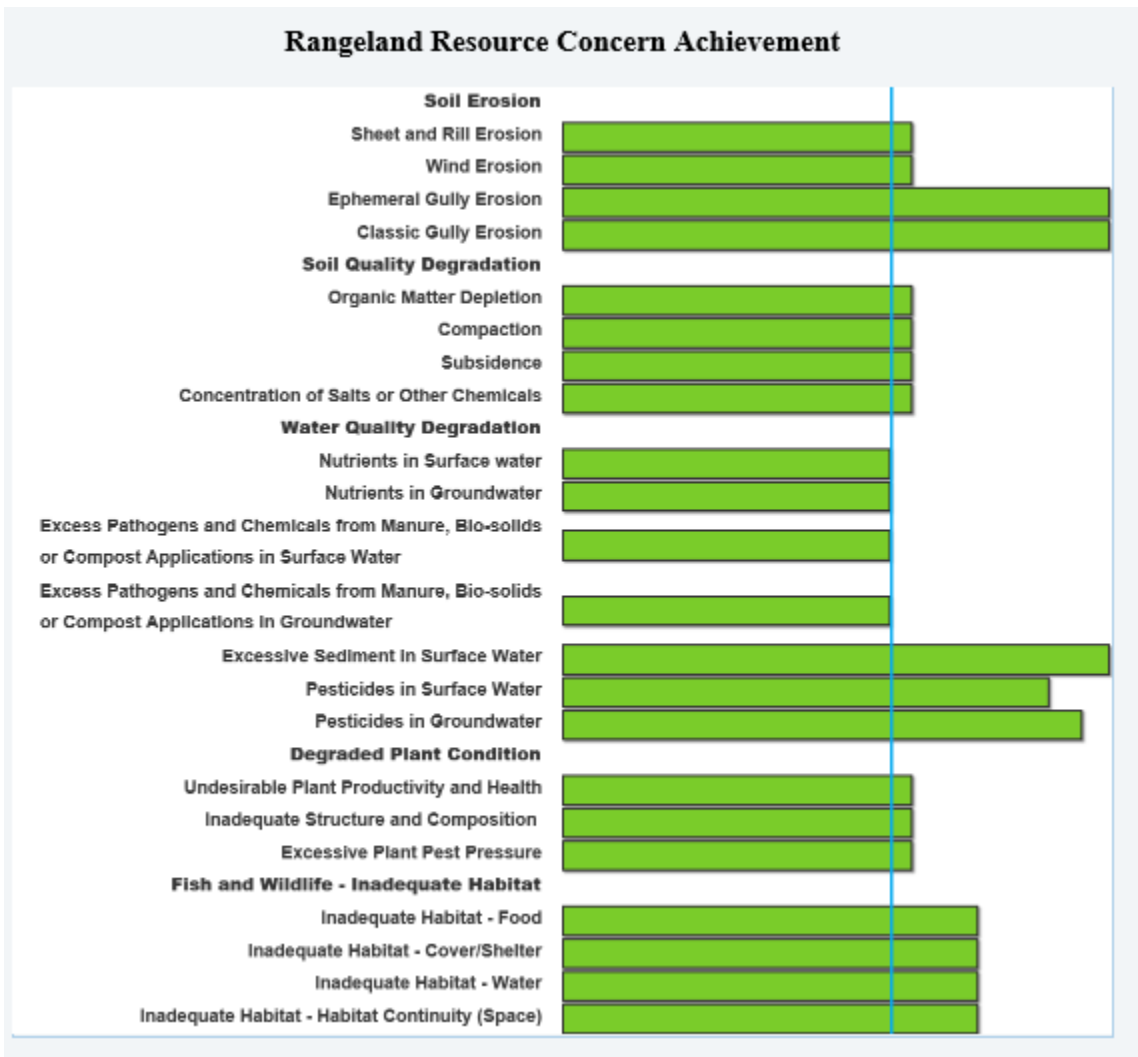 Rangeland Resource Concern Achievement
Soil Erosion
Sheet and Rill Erosion
Wind Erosion
Ephemeral Gully Erosion
Classic Gully Erosion
Soil Quality Degradation
Organic Matter Depletion
Compaction
Subsidence
Concentration of Salts or Other Chemicals
Water Quality Degradation
Nutrients in Surface water
Nutrients in Groundwater
Excess Pathogens and Chemicals from Manure, Bio-solids
or Compost Applications in Surface Water
Excess Pathogens and Chemicals from Manure, Bio-solids
or Compost Applications in Groundwater
Excessive Sediment in Surface Water
Pesticides in Surface Water
Pesticides in Groundwater
Degraded Plant Condition
Undesirable Plant Productivity and Health
Inadequate Structure and Composition
Excessive Plant Pest Pressure
Fish and Wildlife - Inadequate Habitat
Inadequate Habitat - Food
Inadequate Habitat - Cover/Shelter
Inadequate Habitat - Water
Inadequate Habitat - Habitat Continuity (Space)